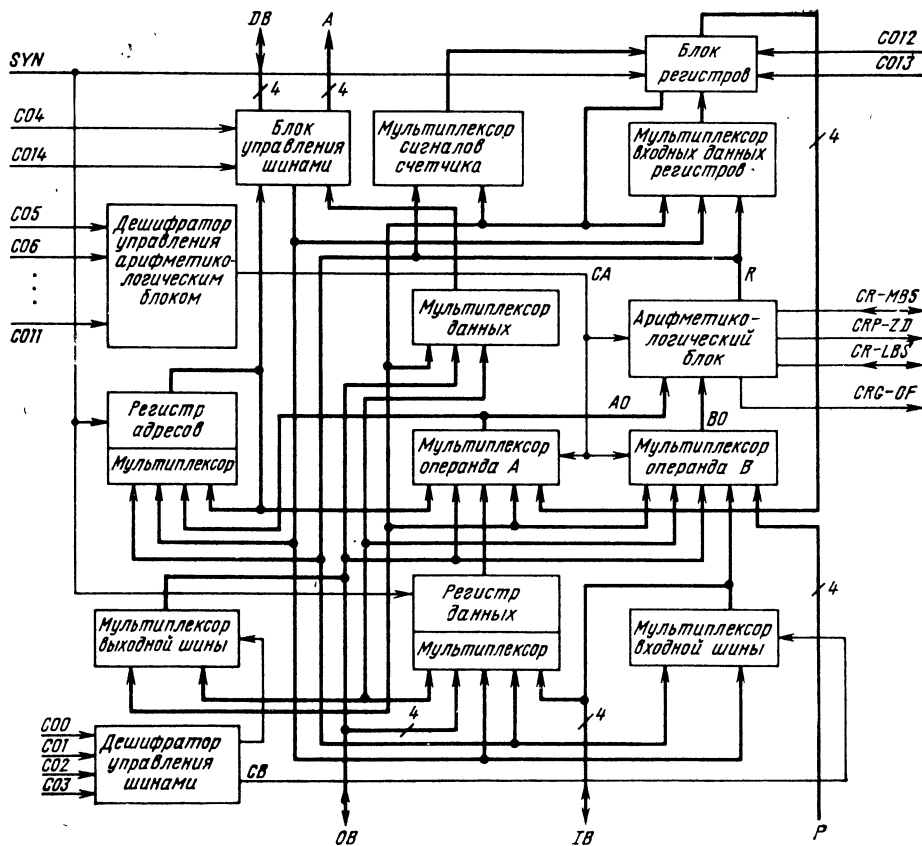 DB
A
SYN
4
4
Блок
регистров
CO12
CO13
CO4
CO14
Блок
управления
шинами
Мультиплексор
сигналов
счетчика
Мультиплексор
входных данных
регистров
4
CO5
CO6
CO11
Дешифратор
управления
арифметико-
логическим
блоком
CA
R
Мультиплексор
данных
Арифметико-
логический
блок
CR-MBS
CRP-ZD
CR-LBS
CRG-OF
Регистр
адресов
Мультиплексор
AO
BO
Мультиплексор
операнда A
Мультиплексор
операнда B
4
Мультиплексор
выходной шины
Регистр
данных
Мультиплексор
Мультиплексор
входной шины
4
4
CO0
CO1
CO2
CO3
Дешифратор
управления
шинами
CB
OB
IB
P